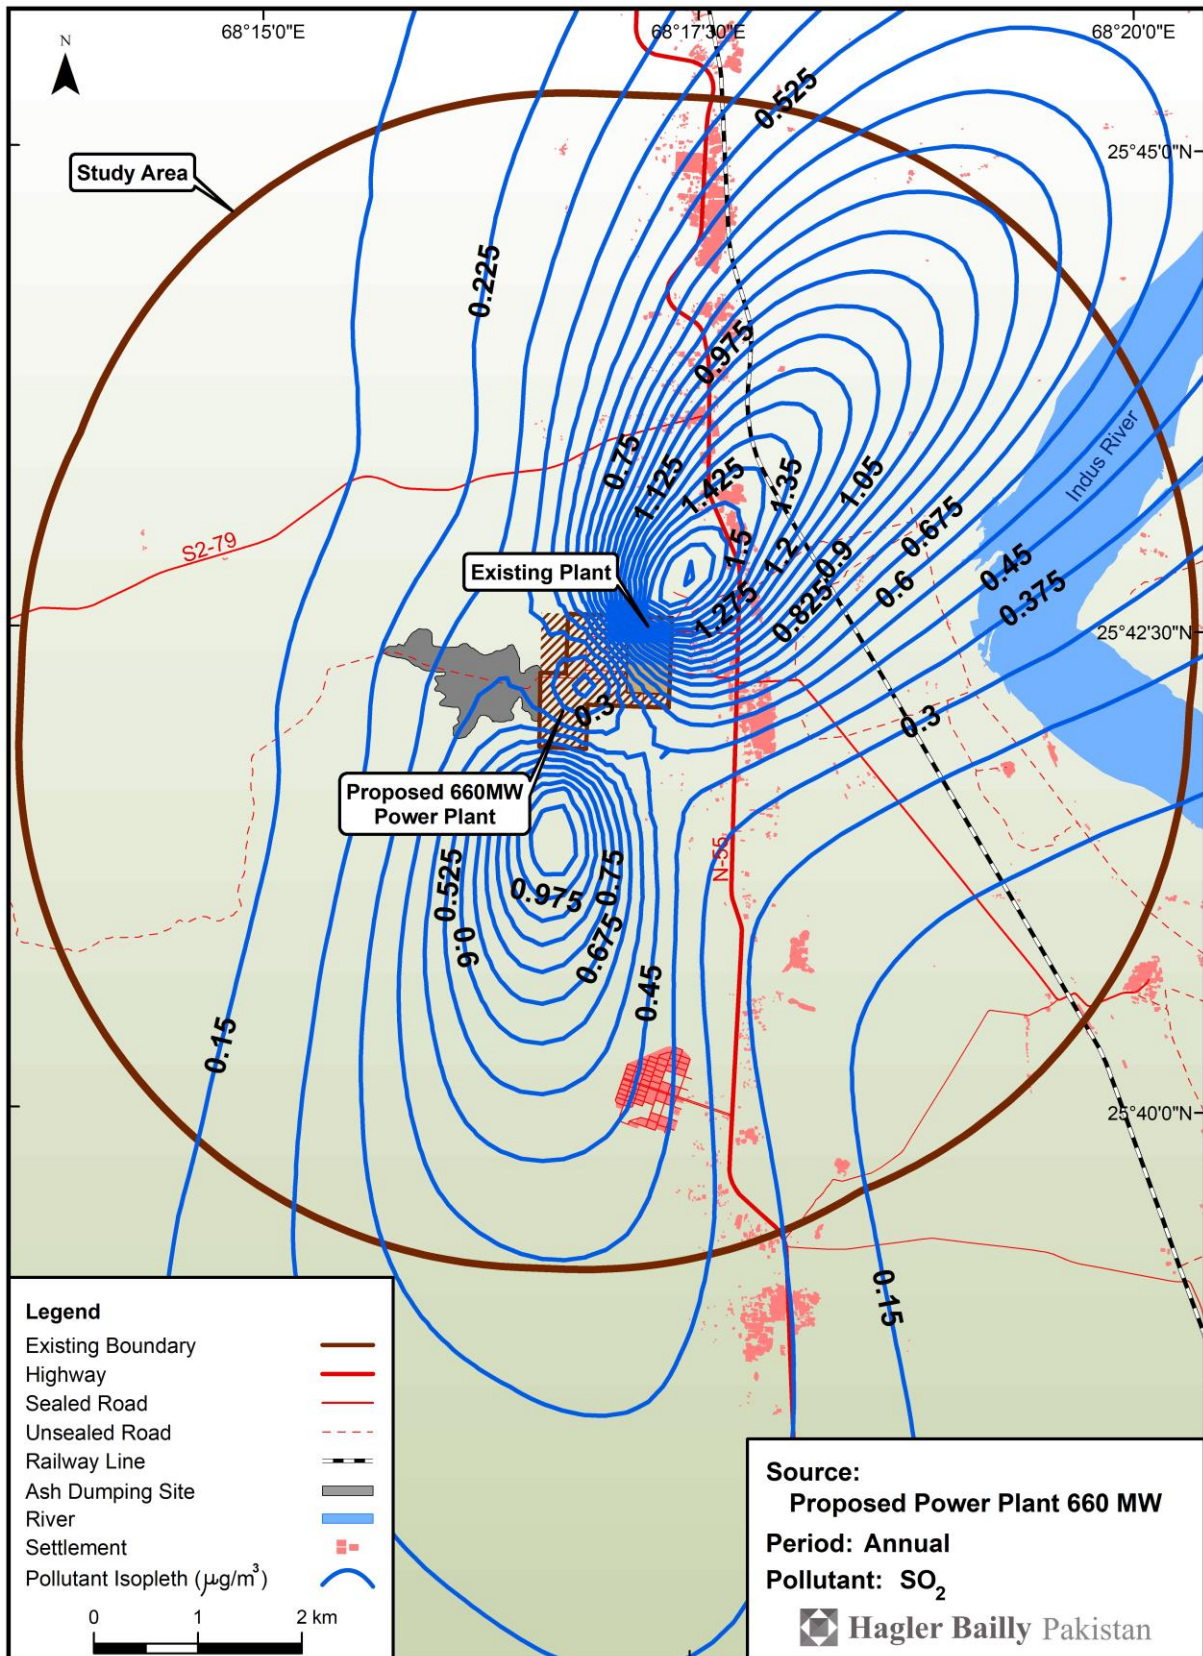 68°15'0"E
68°17'30"E
68°20'0"E
N
0.525
25°45'0"N
Study Area
0.225
0.975
Indus River
0.75
1.125
1.425
1.35
1.05
0.675
S2-79
1.5
1.2
0.9
0.45
Existing Plant
0.6
0.375
1.275
0.825
25°42'30"N
0.3
0.3
Proposed 660MW
Power Plant
N-55
0.525
0.975
0.75
0.6
0.675
0.45
0.15
25°40'0"N
0.15
Legend
Existing Boundary
Highway
Sealed Road
Unsealed Road
Railway Line
Ash Dumping Site
River
Settlement
Pollutant Isopleth (µg/m³)
0 1 2 km
Source:
Proposed Power Plant 660 MW
Period: Annual
Pollutant: SO₂
Hagler Bailly Pakistan